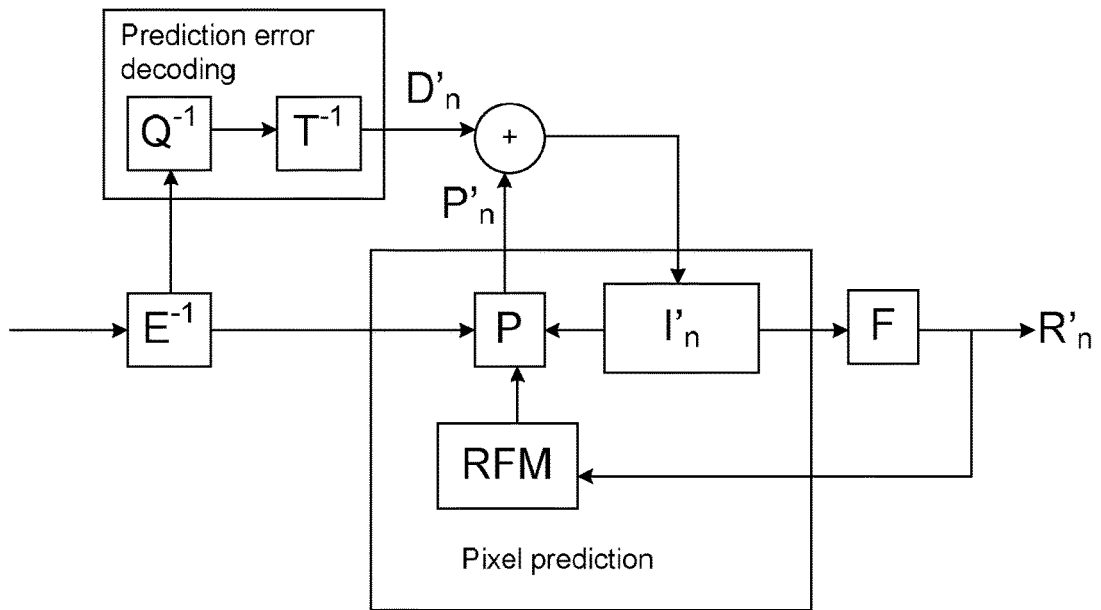 Prediction error
decoding
Q⁻¹
T⁻¹
D'ₙ
+
P'ₙ
E⁻¹
P
I'ₙ
F
R'ₙ
RFM
Pixel prediction